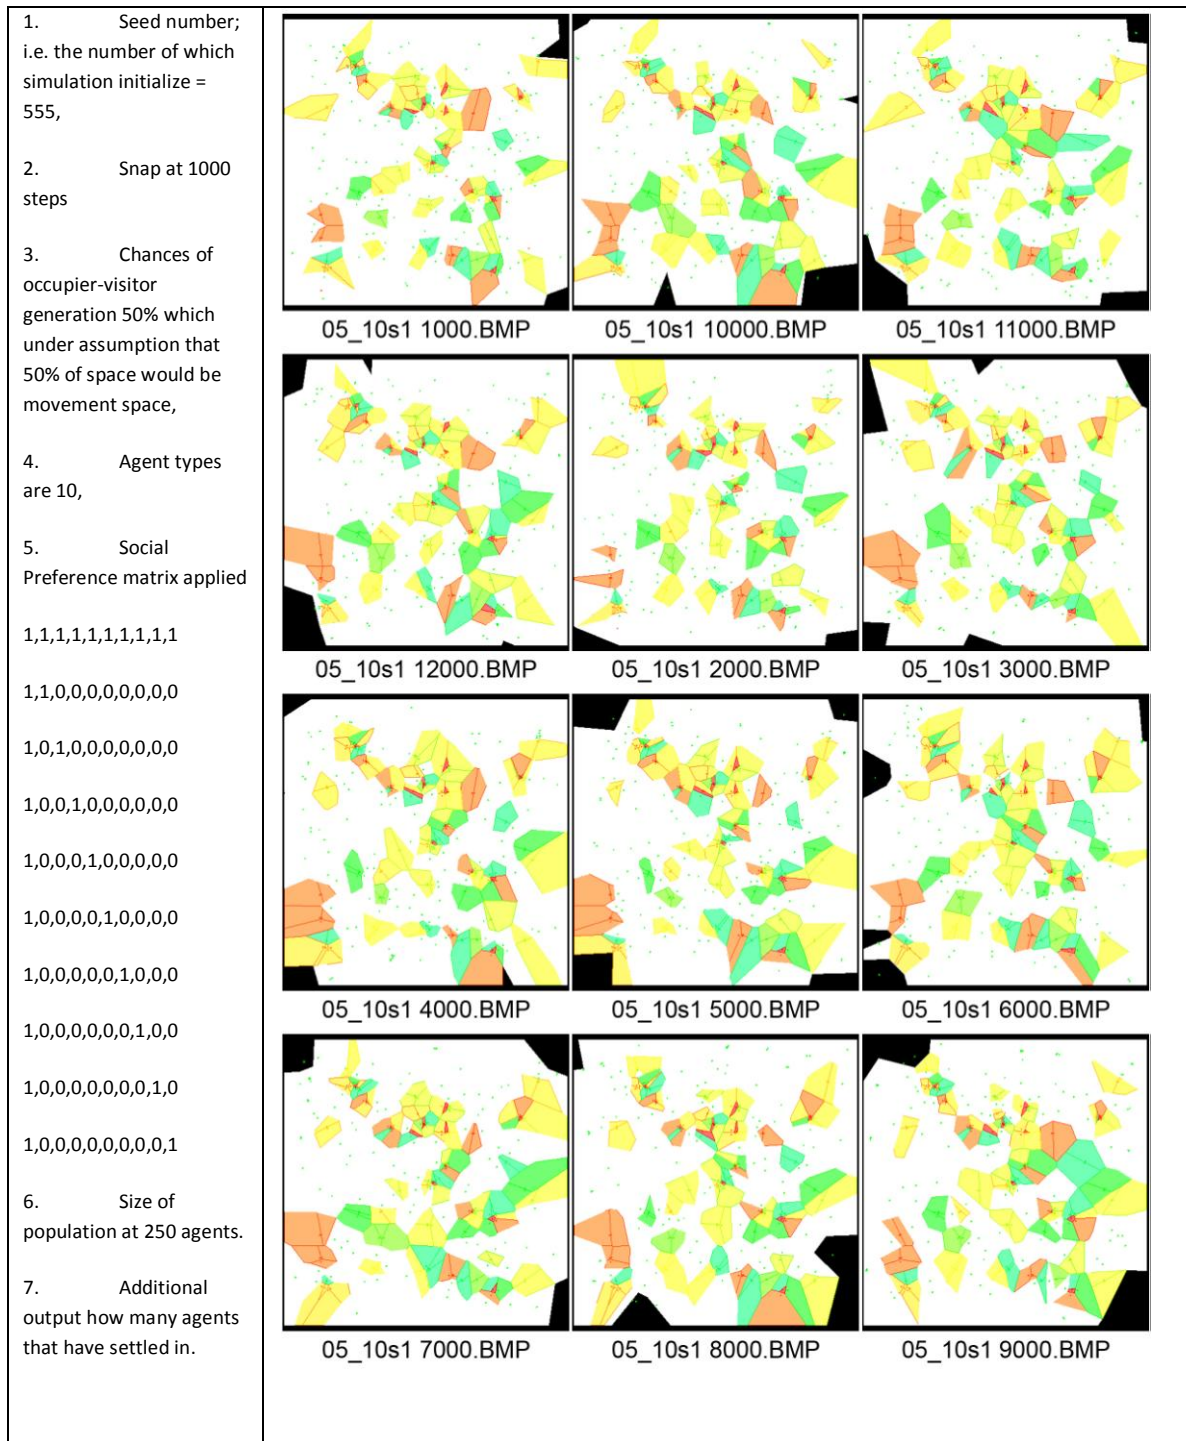 1. Seed number;
i.e. the number of which
simulation initialize =
555,
2. Snap at 1000
steps
3. Chances of
occupier-visitor
generation 50% which
under assumption that
50% of space would be
movement space,
4. Agent types
are 10,
5. Social
Preference matrix applied
1,1,1,1,1,1,1,1,1,1
1,1,0,0,0,0,0,0,0,0
1,0,1,0,0,0,0,0,0,0
1,0,0,1,0,0,0,0,0,0
1,0,0,0,1,0,0,0,0,0
1,0,0,0,0,1,0,0,0,0
1,0,0,0,0,0,1,0,0,0
1,0,0,0,0,0,0,1,0,0
1,0,0,0,0,0,0,0,1,0
1,0,0,0,0,0,0,0,0,1
6. Size of
population at 250 agents.
7. Additional
output how many agents
that have settled in.
05_10s1 1000.BMP
05_10s1 10000.BMP
05_10s1 11000.BMP
05_10s1 12000.BMP
05_10s1 2000.BMP
05_10s1 3000.BMP
05_10s1 4000.BMP
05_10s1 5000.BMP
05_10s1 6000.BMP
05_10s1 7000.BMP
05_10s1 8000.BMP
05_10s1 9000.BMP